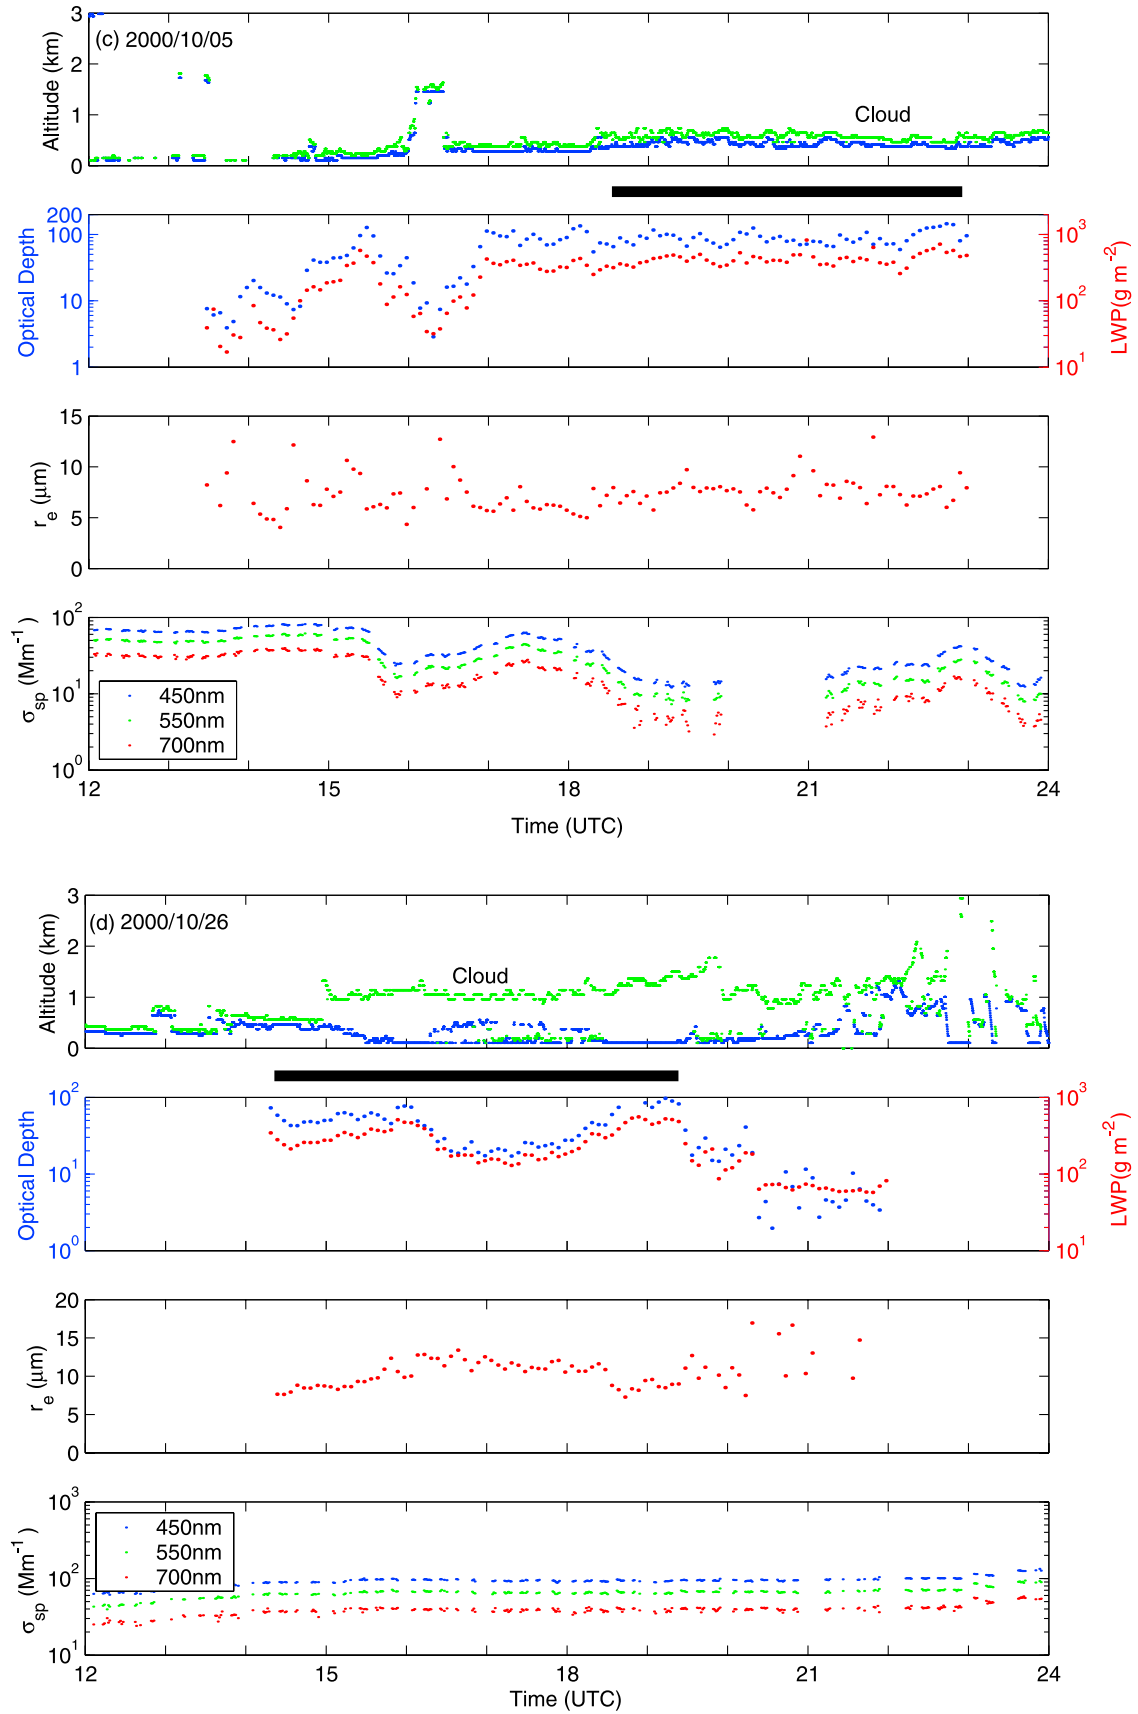 (c) 2000/10/05
Altitude (km)
3
2
1
0
Cloud
Optical Depth
200
100
10
1
LWP(g m⁻²)
10³
10²
10¹
rₑ (μm)
15
10
5
0
σsp (Mm⁻¹)
10²
10¹
10⁰
450nm
550nm
700nm
12 15 18 21 24
Time (UTC)
(d) 2000/10/26
Altitude (km)
3
2
1
0
Cloud
Optical Depth
10²
10¹
10⁰
LWP(g m⁻²)
10³
10²
10¹
rₑ (μm)
20
15
10
5
0
σsp (Mm⁻¹)
10³
10²
10¹
450nm
550nm
700nm
12 15 18 21 24
Time (UTC)